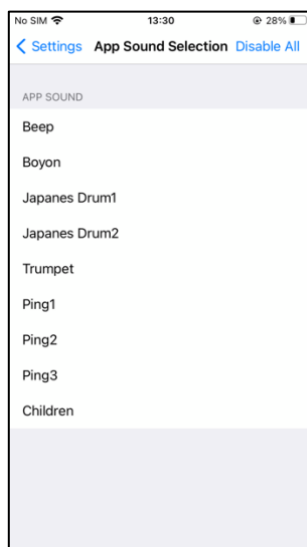 No SIM 13:30 28%
Settings App Sound Selection Disable All
APP SOUND
Beep
Boyon
Japanes Drum1
Japanes Drum2
Trumpet
Ping1
Ping2
Ping3
Children